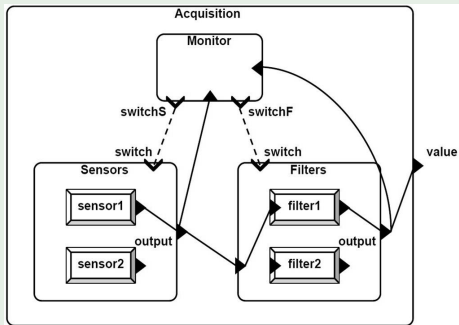 Acquisition
Monitor
switchS
switchF
switch
switch
value
Sensors
Filters
sensor1
filter1
output
output
sensor2
filter2